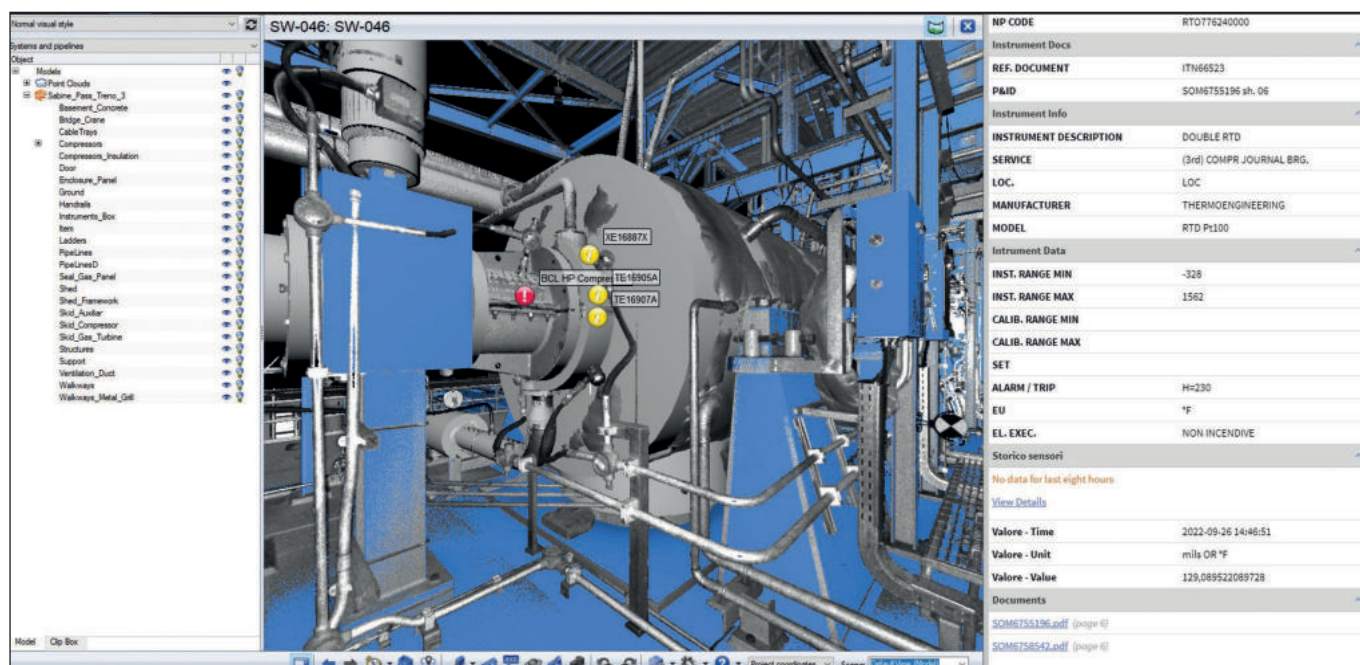 Normal visual style
Systems and pipelines
Object
Models
Point Clouds
Sabine_Pass_Treno_3
Basement_Concrete
Bridge_Crane
CableTrays
Compressors
Compressors_Insulation
Door
Enclosure_Panel
Ground
Handrails
Instruments_Box
Item
Ladders
PipeLines
PipeLinesD
Seal_Gas_Panel
Shed
Shed_Framework
Skid_Auxiliar
Skid_Compressor
Skid_Gas_Turbine
Structures
Support
Ventilation_Duct
Walkways
Walkways_Metal_Grill
Model Clip Box
SW-046: SW-046
XE16887X
BCL HP Compres TE16905A
TE16907A
Project coordinates
NP CODE RTO776240000
Instrument Docs
REF. DOCUMENT ITN66523
P&ID SOM6755196 sh. 06
Instrument Info
INSTRUMENT DESCRIPTION DOUBLE RTD
SERVICE (3rd) COMPR JOURNAL BRG.
LOC. LOC
MANUFACTURER THERMOENGINEERING
MODEL RTD Pt100
Intrument Data
INST. RANGE MIN -328
INST. RANGE MAX 1562
CALIB. RANGE MIN
CALIB. RANGE MAX
SET
ALARM / TRIP H=230
EU °F
EL. EXEC. NON INCENDIVE
Storico sensori
No data for last eight hours
View Details
Valore - Time 2022-09-26 14:46:51
Valore - Unit mils OR °F
Valore - Value 129,089522089728
Documents
SOM6755196.pdf (page 6)
SOM6758542.pdf (page 6)